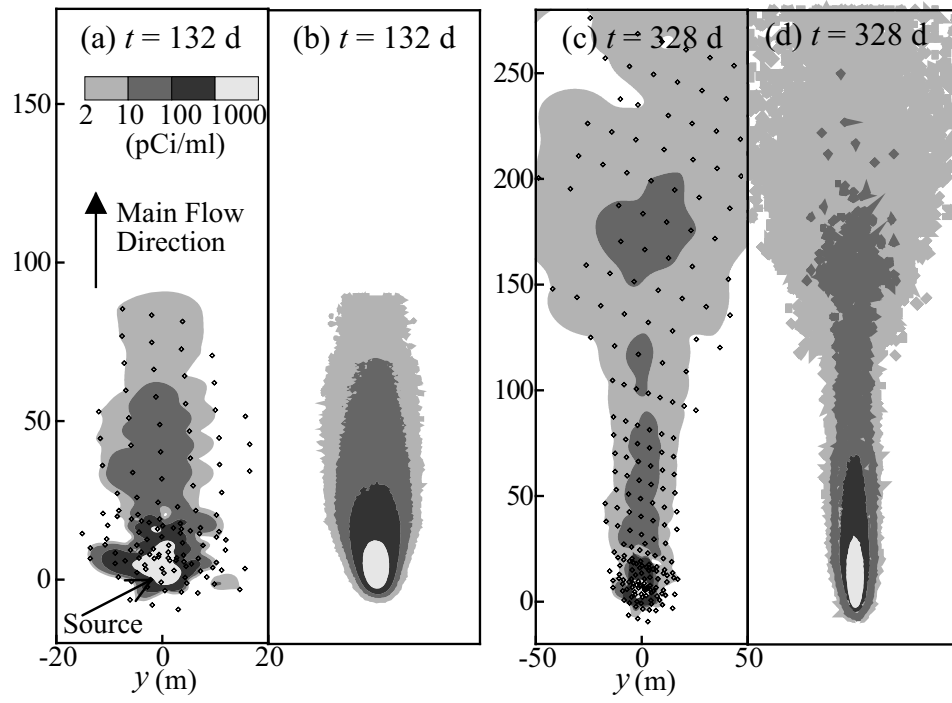 (a) t = 132 d
(b) t = 132 d
(c) t = 328 d
(d) t = 328 d
2 10 100 1000
(pCi/ml)
Main Flow
Direction
Source
150
100
50
0
-20 0 20
y (m)
250
200
150
100
50
0
-50 0 50
y (m)